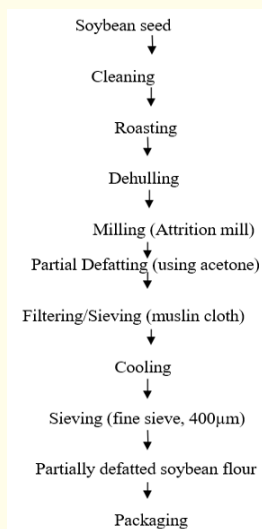 Soybean seed
Cleaning
Roasting
Dehulling
Milling (Attrition mill)
Partial Defatting (using acetone)
Filtering/Sieving (muslin cloth)
Cooling
Sieving (fine sieve, 400µm)
Partially defatted soybean flour
Packaging